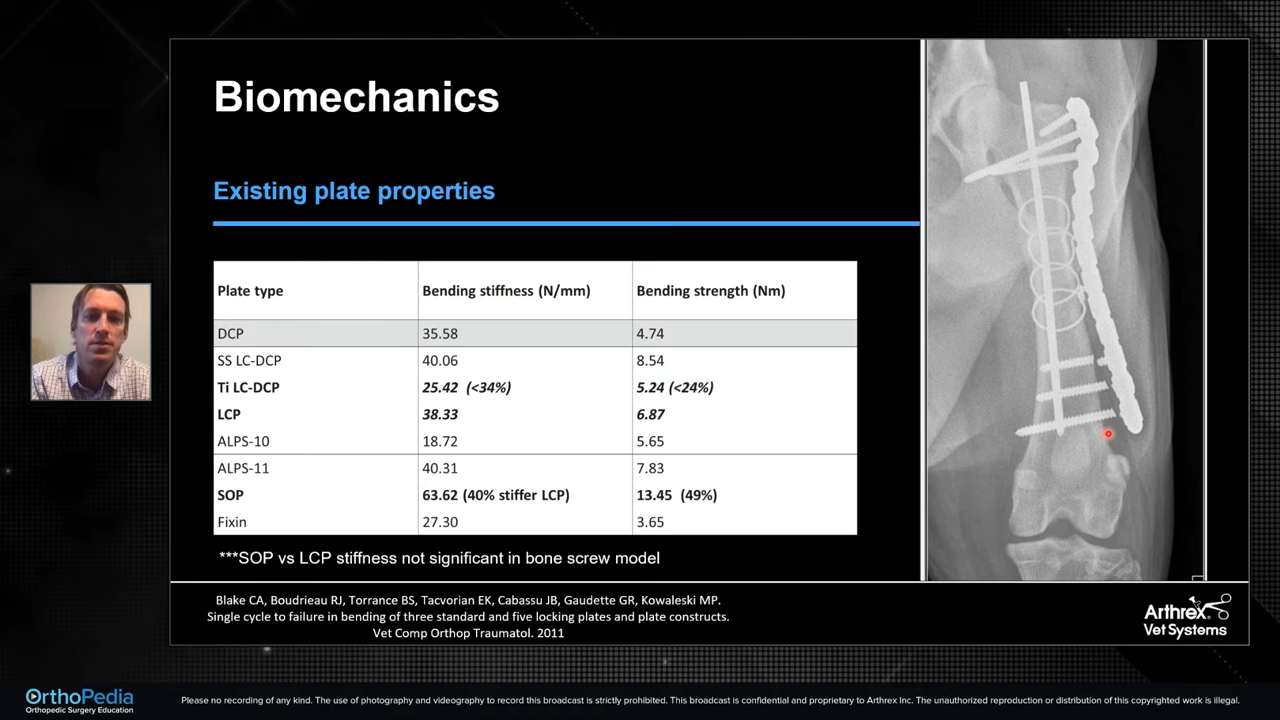 Biomechanics
Existing plate properties
Plate type Bending stiffness (N/mm) Bending strength (Nm)
DCP 35.58 4.74
SS LC-DCP 40.06 8.54
Ti LC-DCP 25.42 (<34%) 5.24 (<24%)
LCP 38.33 6.87
ALPS-10 18.72 5.65
ALPS-11 40.31 7.83
SOP 63.62 (40% stiffer LCP) 13.45 (49%)
Fixin 27.30 3.65
***SOP vs LCP stiffness not significant in bone screw model
Blake CA, Boudrieau RJ, Torrance BS, Tacvorian EK, Cabassu JB, Gaudette GR, Kowaleski MP.
Single cycle to failure in bending of three standard and five locking plates and plate constructs.
Vet Comp Orthop Traumatol. 2011
Arthrex
Vet Systems
OrthoPedia
Orthopedic Surgery Education
Please no recording of any kind. The use of photography and videography to record this broadcast is strictly prohibited. This broadcast is confidential and proprietary to Arthrex Inc. The unauthorized reproduction or distribution of this copyrighted work is illegal.